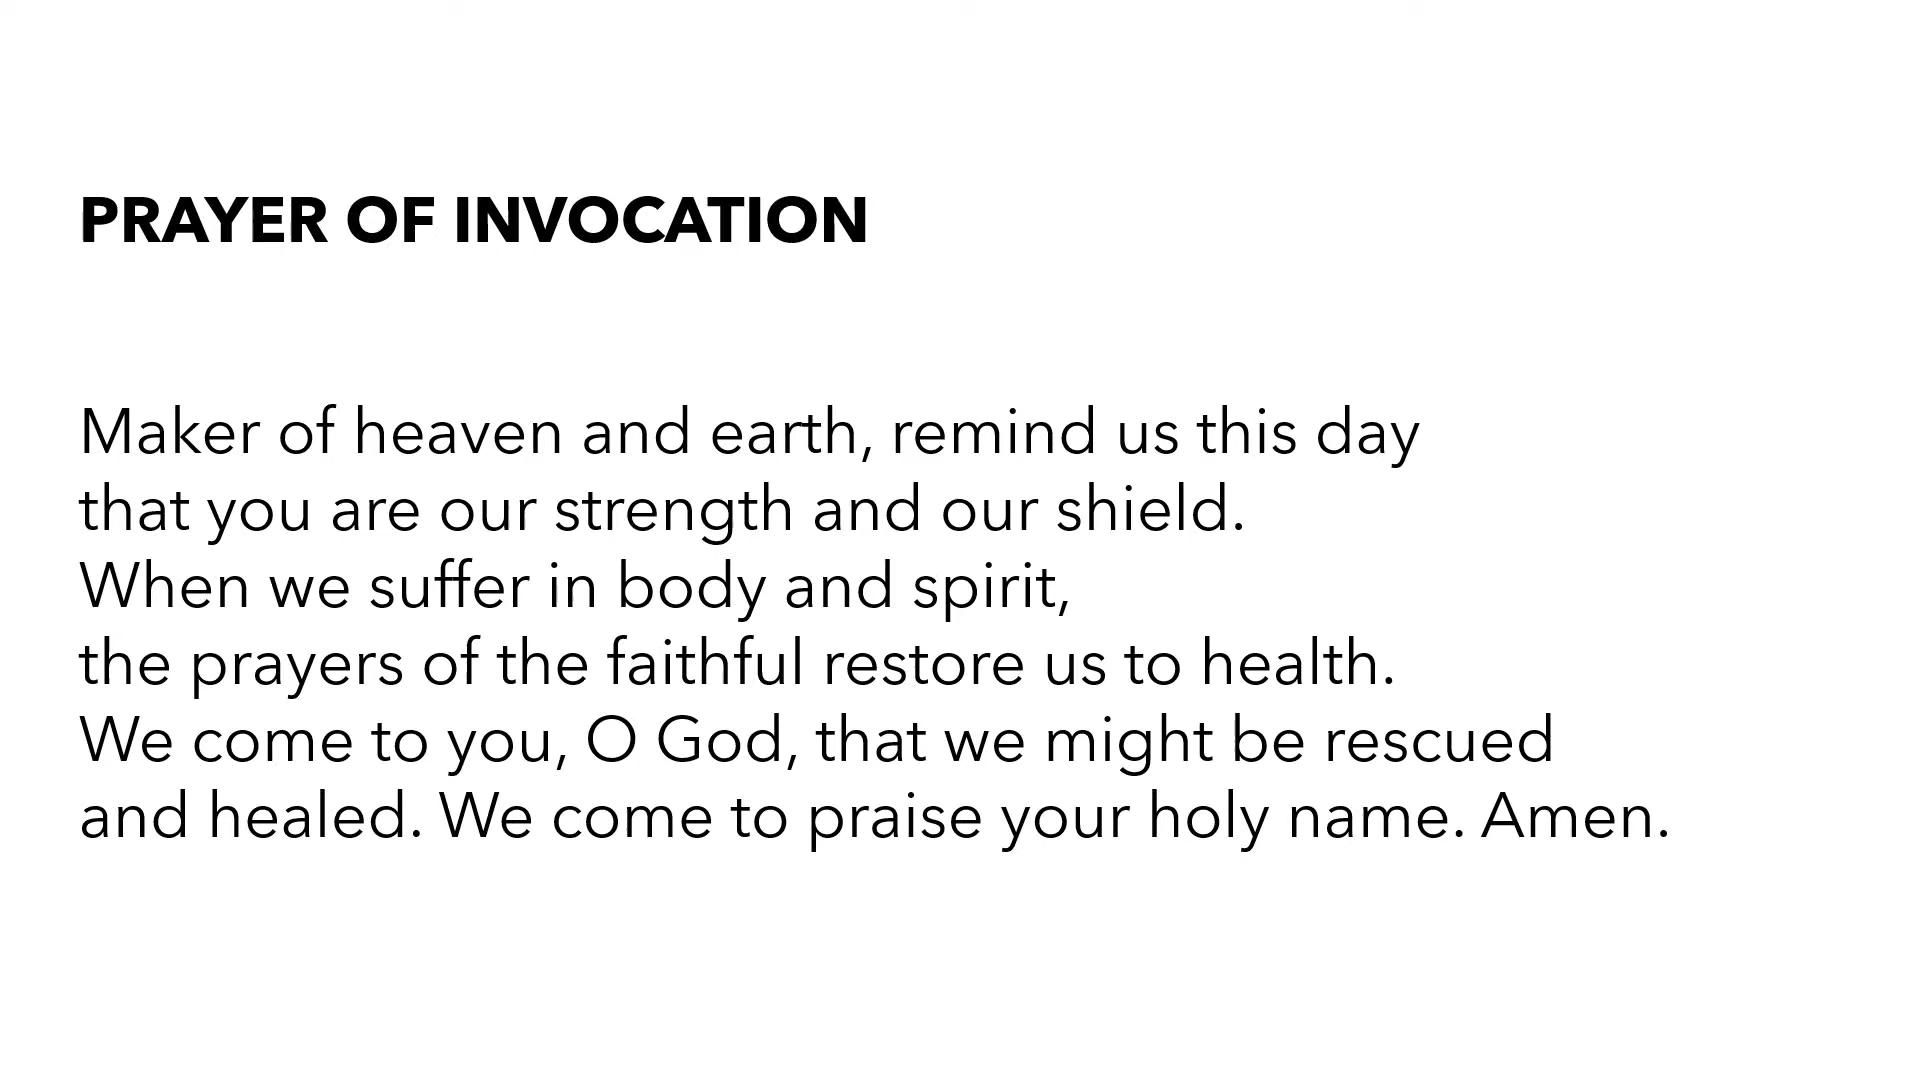 PRAYER OF INVOCATION
Maker of heaven and earth, remind us this day
that you are our strength and our shield.
When we suffer in body and spirit,
the prayers of the faithful restore us to health.
We come to you, O God, that we might be rescued
and healed. We come to praise your holy name. Amen.